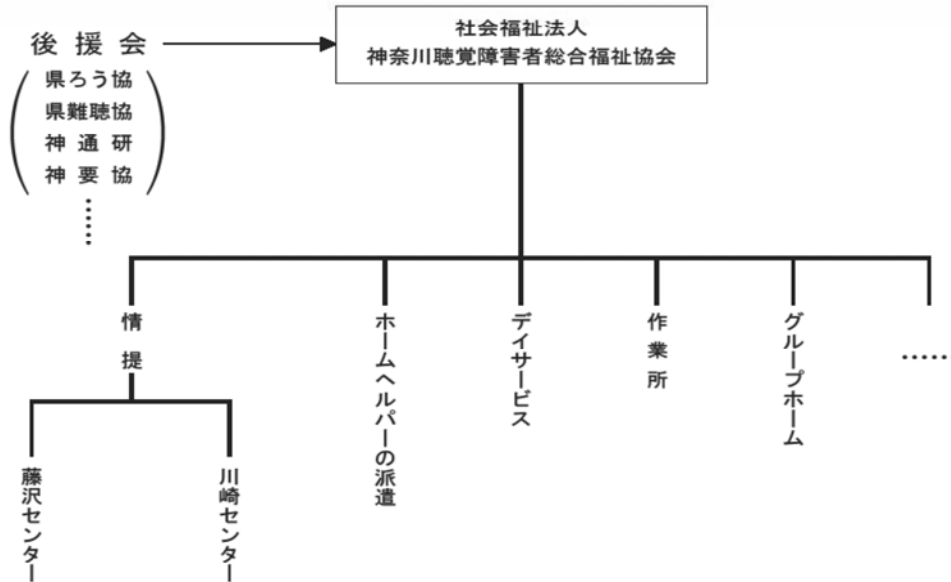 社会福祉法人
神奈川聴覚障害者総合福祉協会
後援会
県ろう協
県難聴協
神通研
神要協
……
情提
ホームヘルパーの派遣
デイサービス
作業所
グループホーム
……
藤沢センター
川崎センター